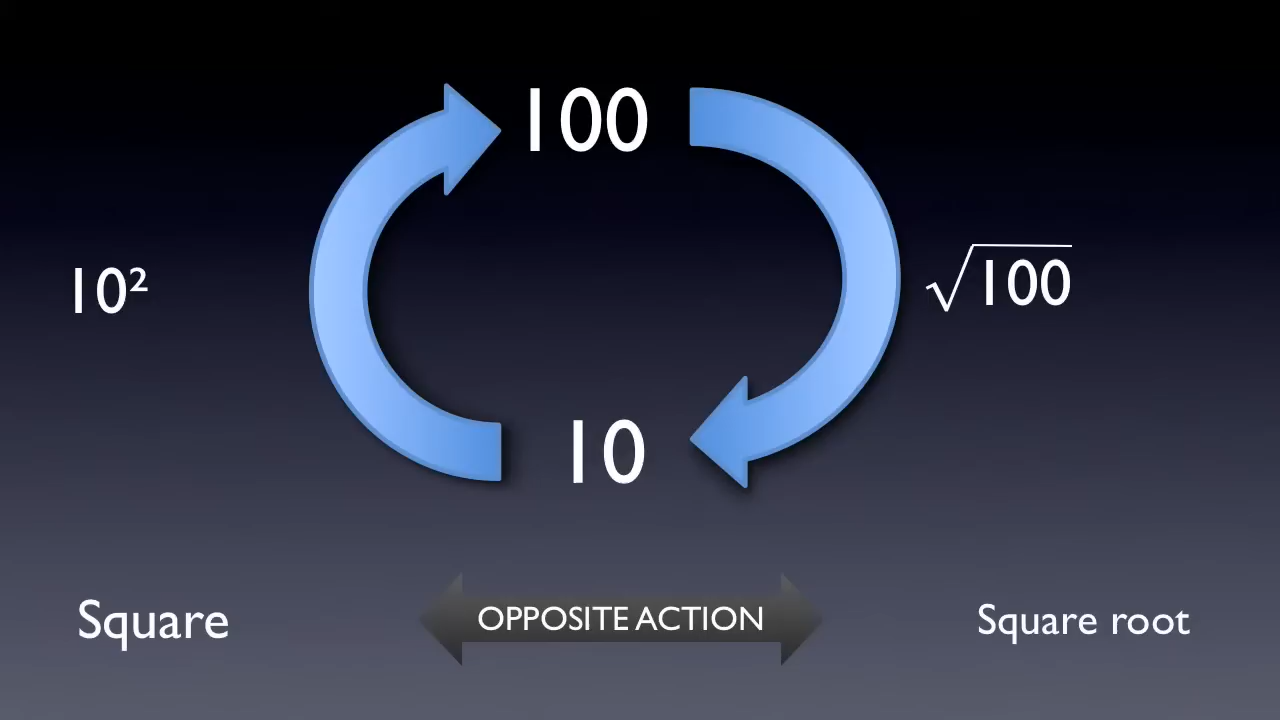 100
10²
√100
10
Square
OPPOSITE ACTION
Square root